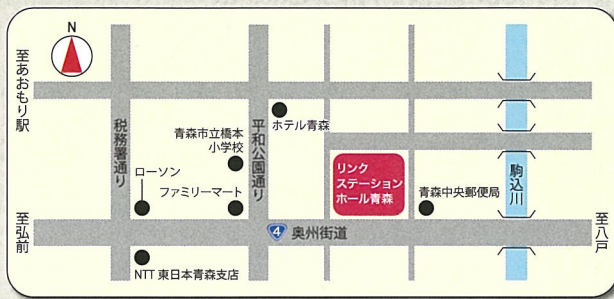 N
至あおもり駅
至弘前
税務署通り
平和公園通り
ホテル青森
青森市立橋本
小学校
ローソン
ファミリーマート
リンク
ステーション
ホール青森
青森中央郵便局
駒込川
至八戸
4 奥州街道
NTT 東日本青森支店